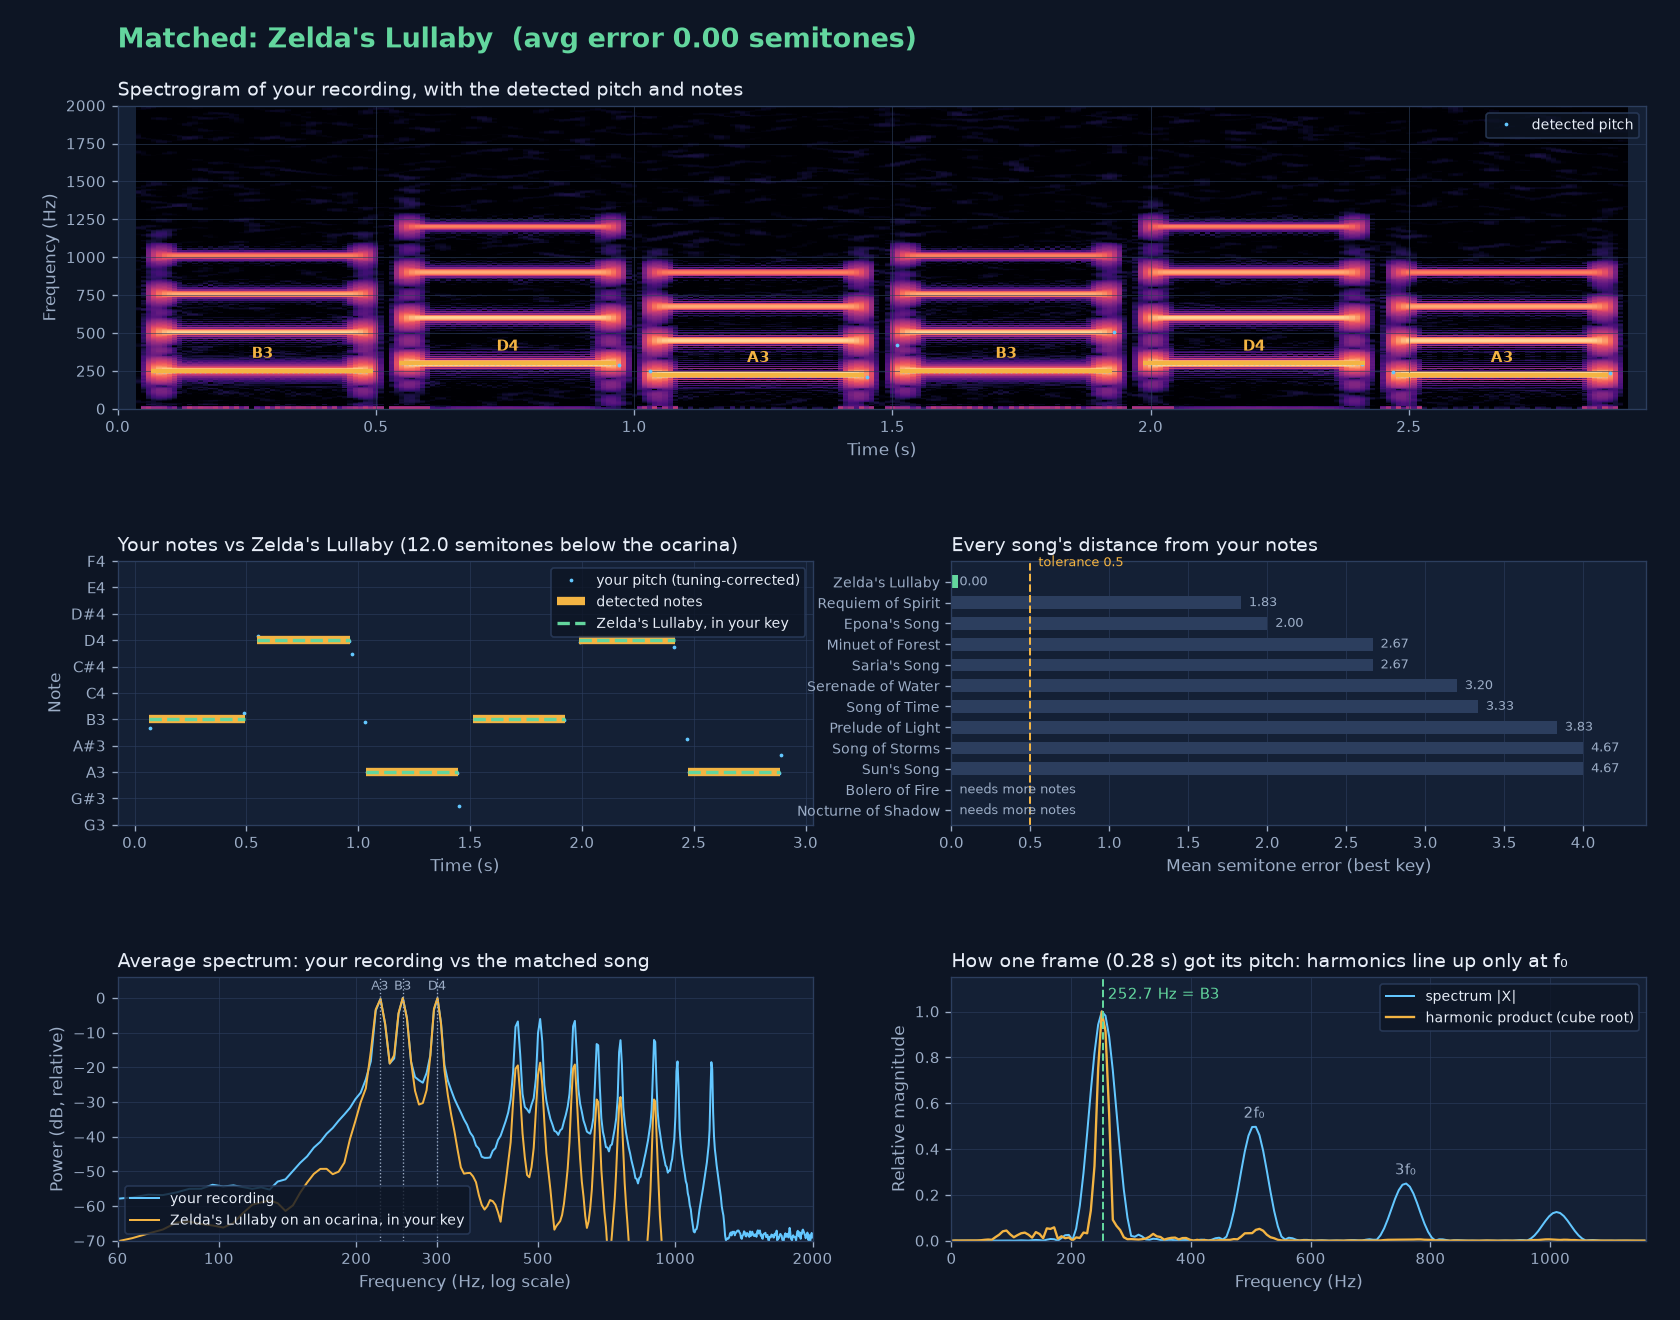 Matched: Zelda's Lullaby  (avg error 0.00 semitones)
Spectrogram of your recording, with the detected pitch and notes
2000
1750
1500
1250
1000
750
500
250
0
Frequency (Hz)
detected pitch
B3
D4
A3
B3
D4
A3
0.0
0.5
1.0
1.5
2.0
2.5
Time (s)
Your notes vs Zelda's Lullaby (12.0 semitones below the ocarina)
F4
E4
D#4
D4
C#4
C4
B3
A#3
A3
G#3
G3
Note
your pitch (tuning-corrected)
detected notes
Zelda's Lullaby, in your key
0.0
0.5
1.0
1.5
2.0
2.5
3.0
Time (s)
Every song's distance from your notes
tolerance 0.5
Zelda's Lullaby 0.00
Requiem of Spirit 1.83
Epona's Song 2.00
Minuet of Forest 2.67
Saria's Song 2.67
Serenade of Water 3.20
Song of Time 3.33
Prelude of Light 3.83
Song of Storms 4.67
Sun's Song 4.67
Bolero of Fire needs more notes
Nocturne of Shadow needs more notes
0.0
0.5
1.0
1.5
2.0
2.5
3.0
3.5
4.0
Mean semitone error (best key)
Average spectrum: your recording vs the matched song
A3 B3 D4
0
−10
−20
−30
−40
−50
−60
−70
Power (dB, relative)
your recording
Zelda's Lullaby on an ocarina, in your key
60
100
200
300
500
1000
2000
Frequency (Hz, log scale)
How one frame (0.28 s) got its pitch: harmonics line up only at f₀
252.7 Hz = B3
spectrum |X|
harmonic product (cube root)
2f₀
3f₀
1.0
0.8
0.6
0.4
0.2
0.0
Relative magnitude
0
200
400
600
800
1000
Frequency (Hz)